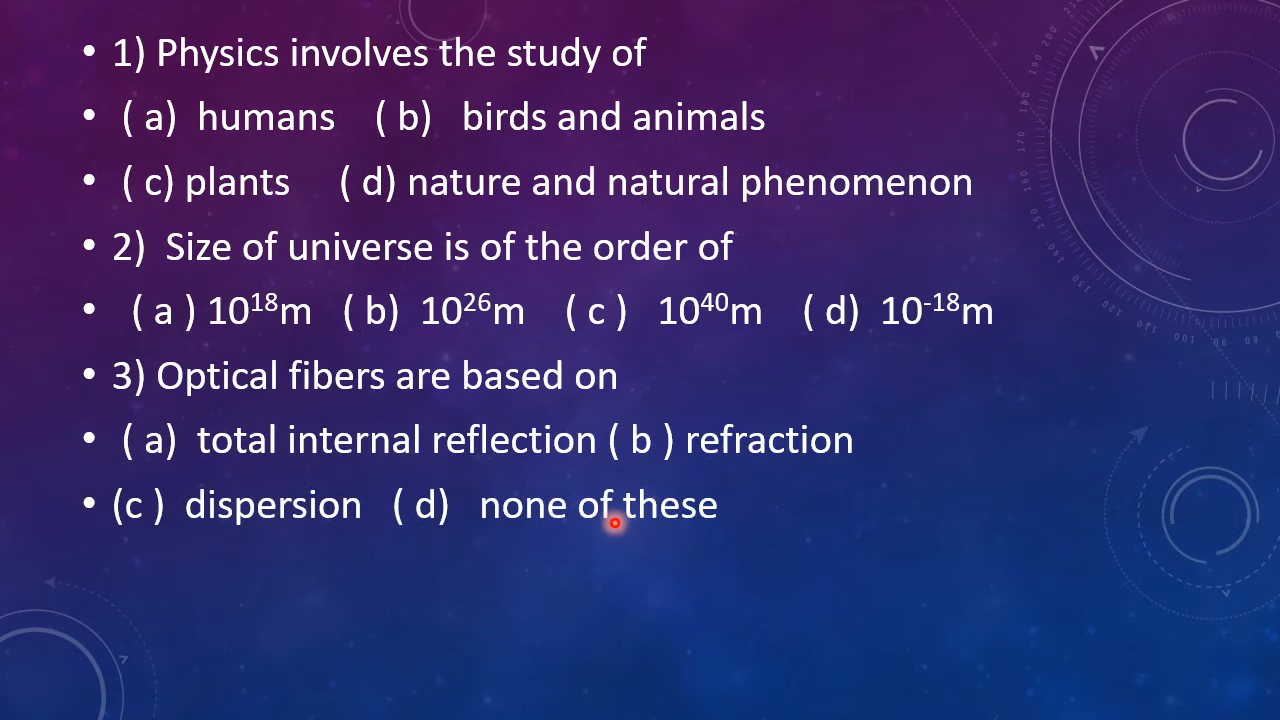 • 1) Physics involves the study of
• ( a)  humans    ( b)   birds and animals
• ( c) plants     ( d) nature and natural phenomenon
• 2)  Size of universe is of the order of
• ( a ) 10¹⁸m   ( b)  10²⁶m    ( c )   10⁴⁰m    ( d)  10⁻¹⁸m
• 3) Optical fibers are based on
• ( a)  total internal reflection ( b ) refraction
• (c )  dispersion   ( d)   none of these